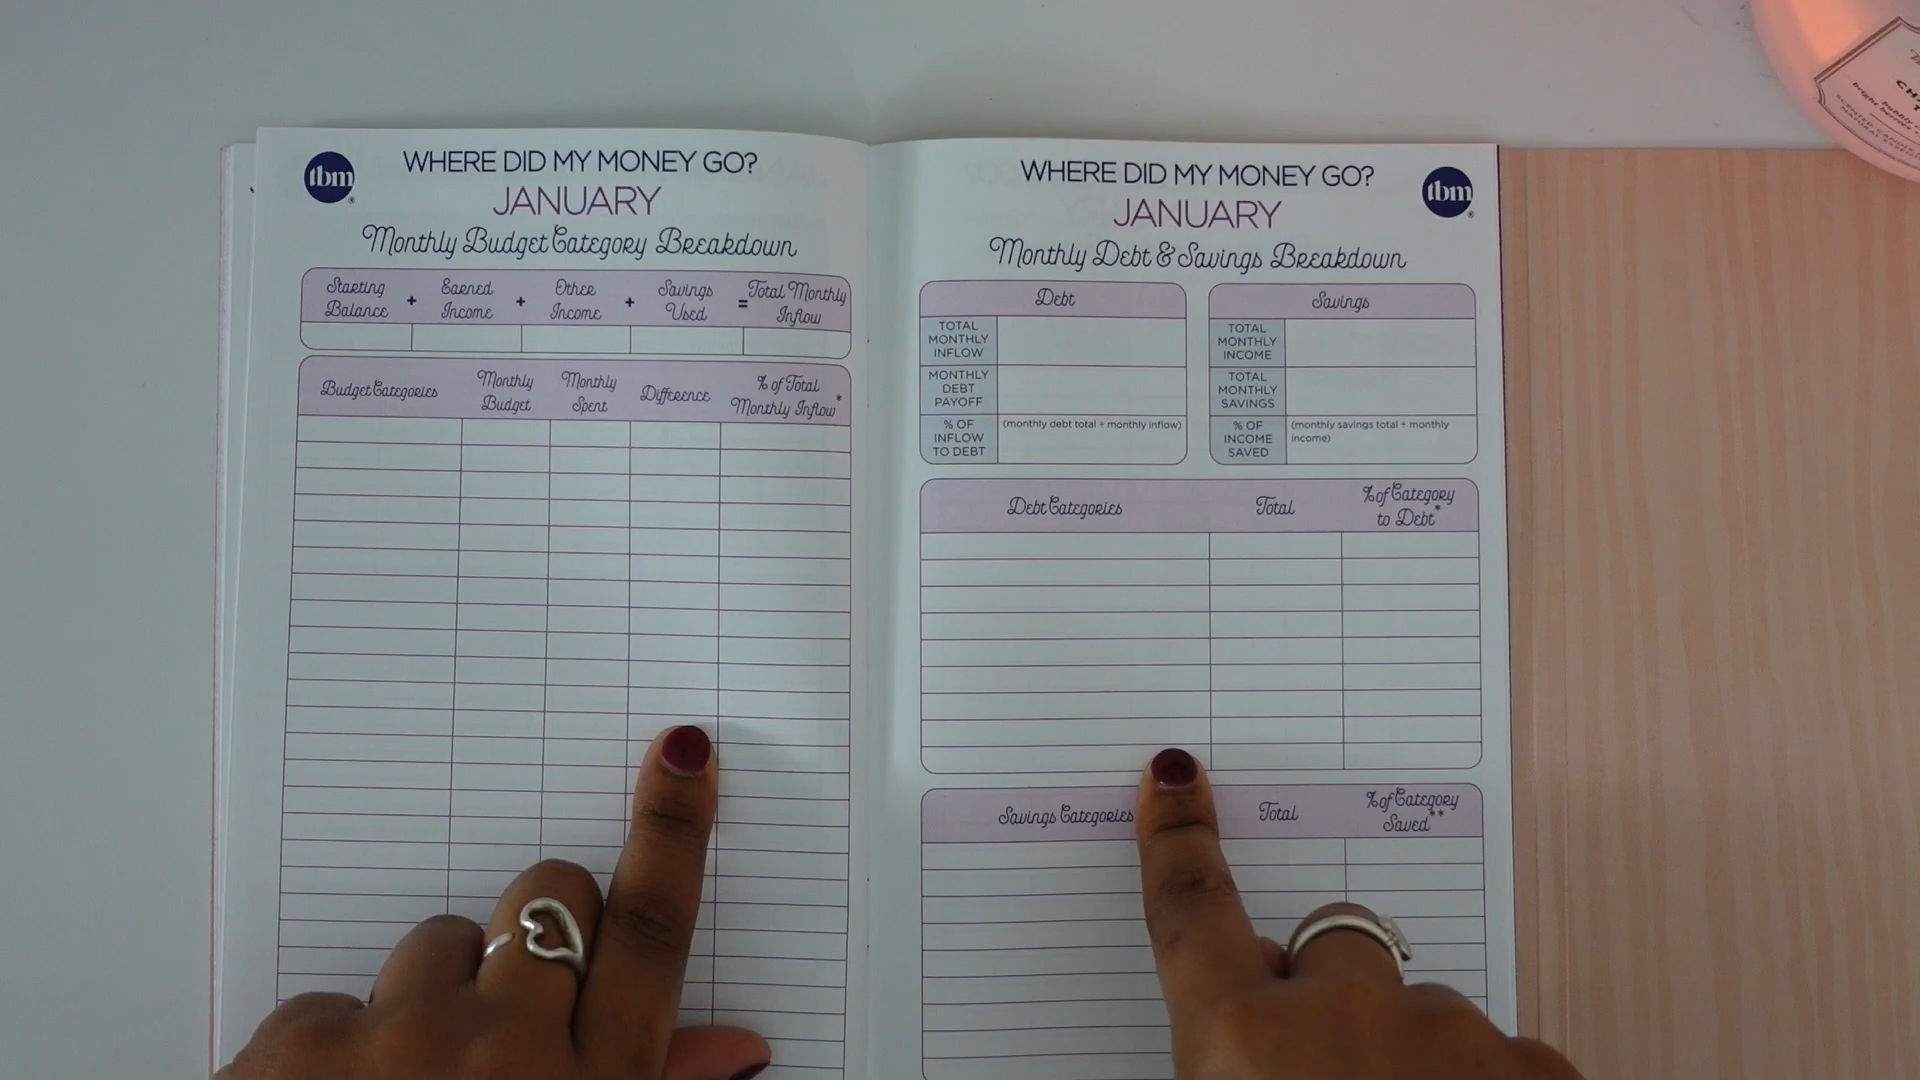 tbm
®
WHERE DID MY MONEY GO?
JANUARY
Monthly Budget Category Breakdown
Starting Balance + Earned Income + Other Income + Savings Used = Total Monthly Inflow
Budget Categories
Monthly
Budget
Monthly
Spent
Difference
% of Total
Monthly Inflow*
WHERE DID MY MONEY GO?
JANUARY
tbm
®
Monthly Debt & Savings Breakdown
Debt
TOTAL
MONTHLY
INFLOW
MONTHLY
DEBT
PAYOFF
% OF
INFLOW
TO DEBT
(monthly debt total ÷ monthly inflow)
Savings
TOTAL
MONTHLY
INCOME
TOTAL
MONTHLY
SAVINGS
% OF
INCOME
SAVED
(monthly savings total ÷ monthly
income)
Debt Categories
Total
% of Category
to Debt*
Savings Categories
Total
% of Category
Saved**